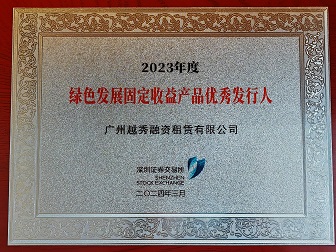 2023年度
绿色发展固定收益产品优秀发行人
广州越秀融资租赁有限公司
深圳证券交易所
SHENZHEN
STOCK EXCHANGE
二〇二四年三月